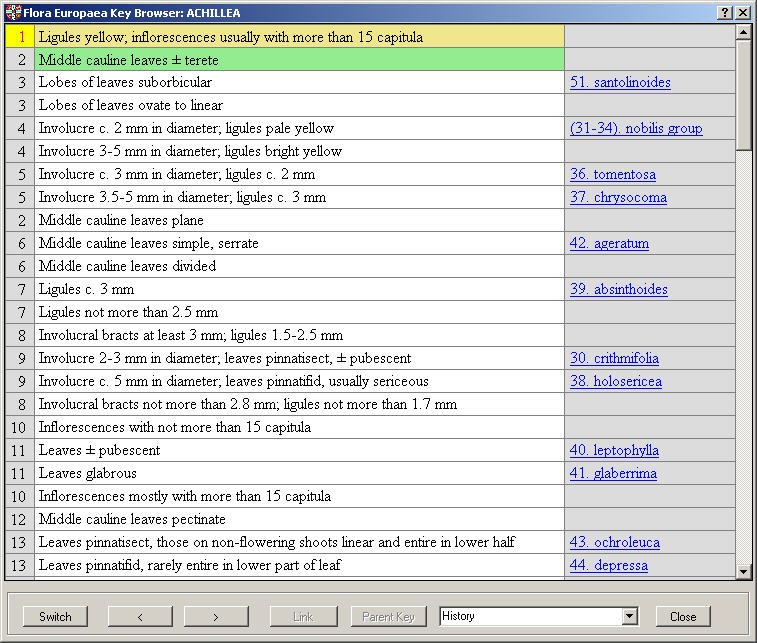 Flora Europaea Key Browser: ACHILLEA
1 Ligules yellow; inflorescences usually with more than 15 capitula
2 Middle cauline leaves ± terete
3 Lobes of leaves suborbicular 51. santolinoides
3 Lobes of leaves ovate to linear
4 Involucre c. 2 mm in diameter; ligules pale yellow (31-34). nobilis group
4 Involucre 3-5 mm in diameter; ligules bright yellow
5 Involucre c. 3 mm in diameter; ligules c. 2 mm 36. tomentosa
5 Involucre 3.5-5 mm in diameter; ligules c. 3 mm 37. chrysocoma
2 Middle cauline leaves plane
6 Middle cauline leaves simple, serrate 42. ageratum
6 Middle cauline leaves divided
7 Ligules c. 3 mm 39. absinthoides
7 Ligules not more than 2.5 mm
8 Involucral bracts at least 3 mm; ligules 1.5-2.5 mm
9 Involucre 2-3 mm in diameter; leaves pinnatisect, ± pubescent 30. crithmifolia
9 Involucre c. 5 mm in diameter; leaves pinnatifid, usually sericeous 38. holosericea
8 Involucral bracts not more than 2.8 mm; ligules not more than 1.7 mm
10 Inflorescences with not more than 15 capitula
11 Leaves ± pubescent 40. leptophylla
11 Leaves glabrous 41. glaberrima
10 Inflorescences mostly with more than 15 capitula
12 Middle cauline leaves pectinate
13 Leaves pinnatisect, those on non-flowering shoots linear and entire in lower half 43. ochroleuca
13 Leaves pinnatifid, rarely entire in lower part of leaf 44. depressa
Switch < > Link Parent Key History Close